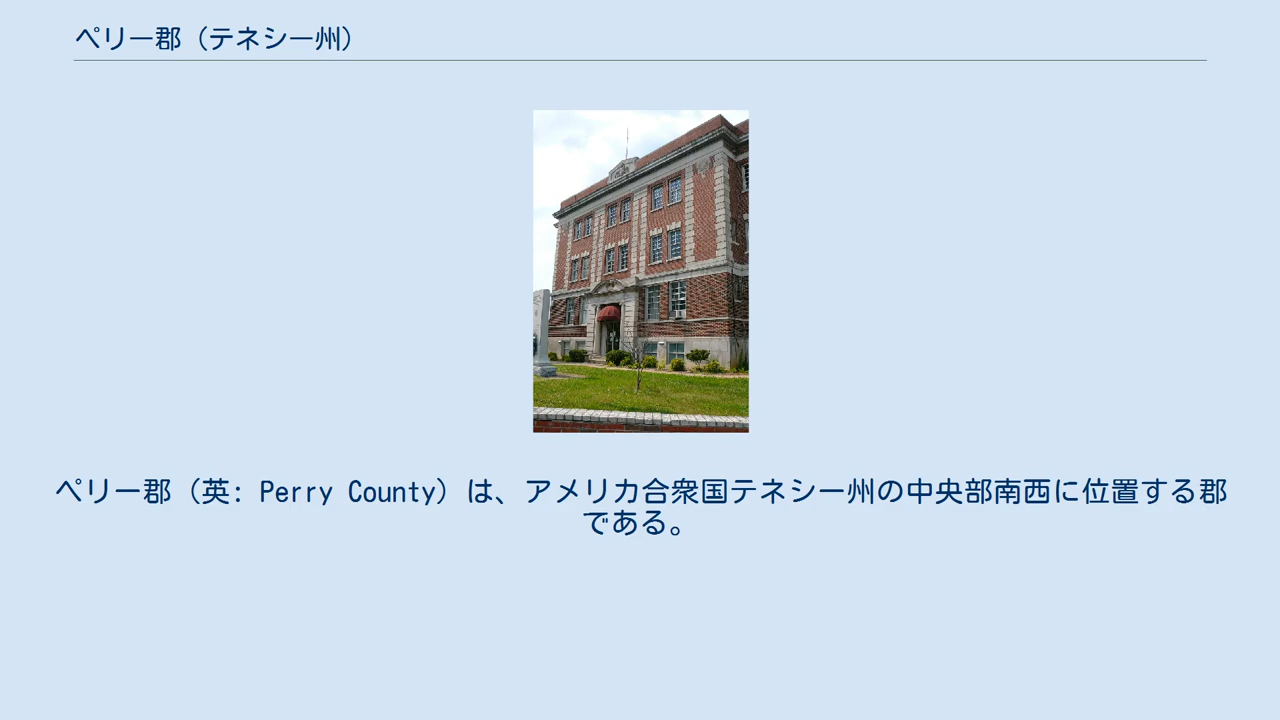 ペリー郡（テネシー州）
ペリー郡（英: Perry County）は、アメリカ合衆国テネシー州の中央部南西に位置する郡
である。